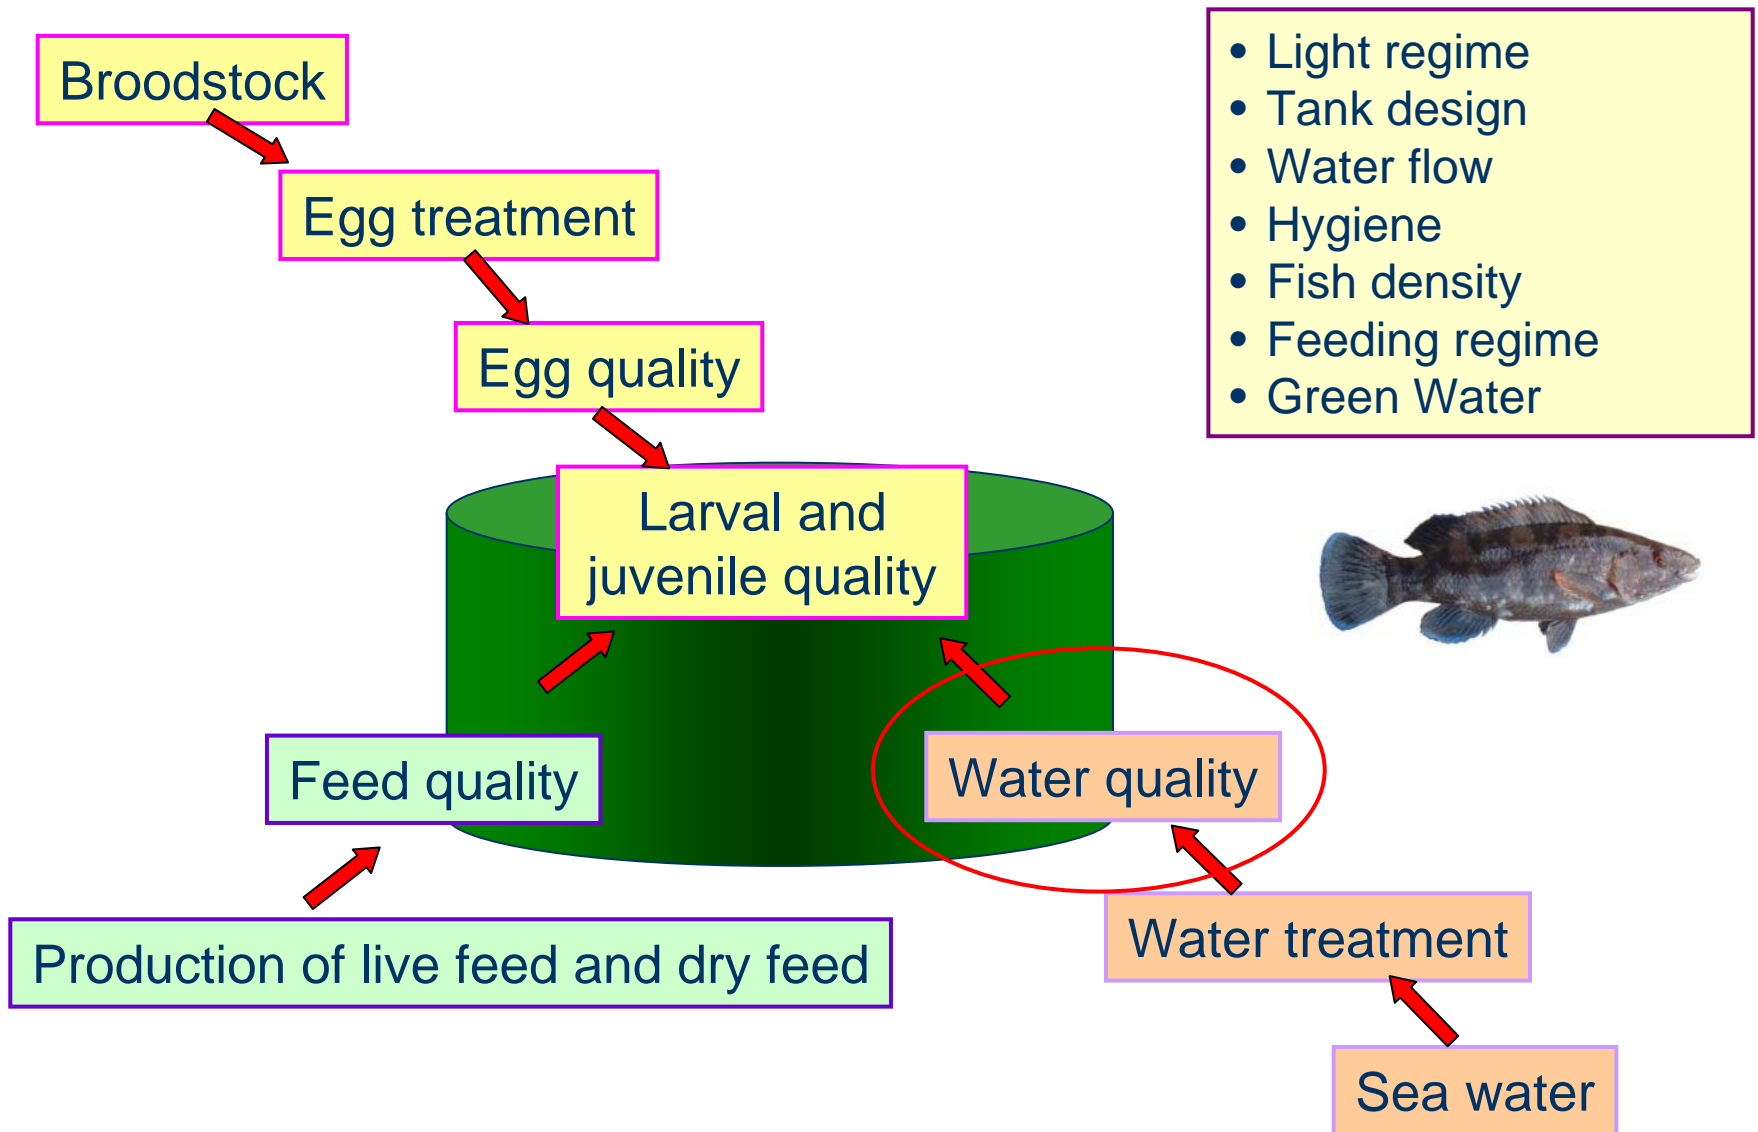 Broodstock
Egg treatment
Egg quality
Larval and
juvenile quality
Feed quality
Production of live feed and dry feed
Water quality
Water treatment
Sea water
• Light regime
• Tank design
• Water flow
• Hygiene
• Fish density
• Feeding regime
• Green Water